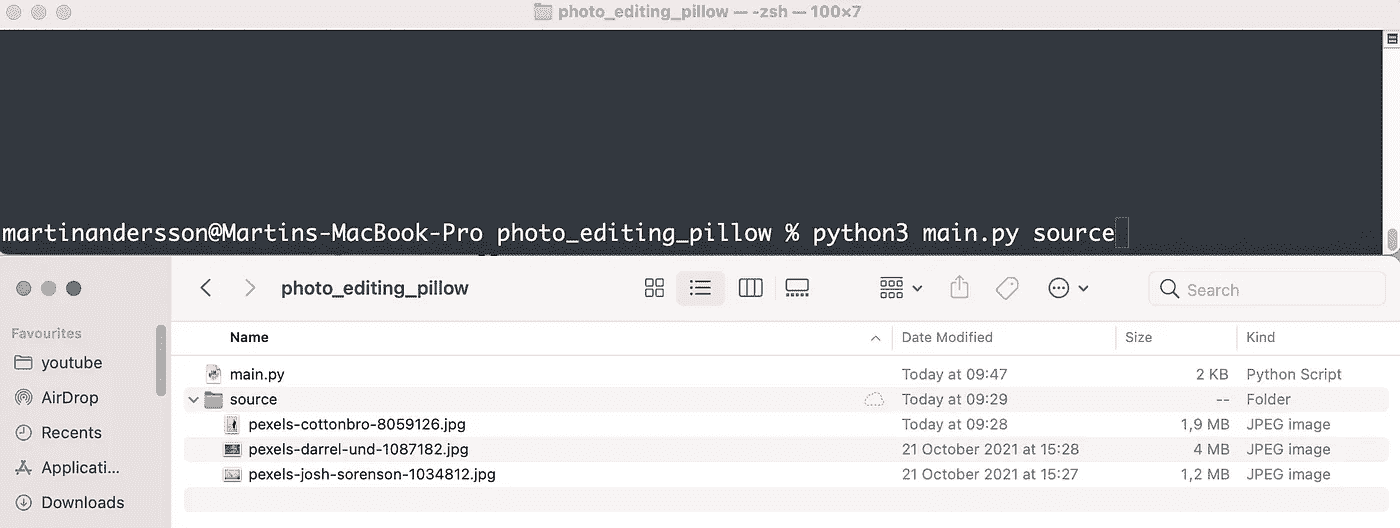 photo_editing_pillow — -zsh — 100×7
martinandersson@Martins-MacBook-Pro photo_editing_pillow % python3 main.py source
photo_editing_pillow
Search
Favourites
youtube
AirDrop
Recents
Applicati...
Downloads
Name Date Modified Size Kind
main.py Today at 09:47 2 KB Python Script
source Today at 09:29 -- Folder
pexels-cottonbro-8059126.jpg Today at 09:28 1,9 MB JPEG image
pexels-darrel-und-1087182.jpg 21 October 2021 at 15:28 4 MB JPEG image
pexels-josh-sorenson-1034812.jpg 21 October 2021 at 15:27 1,2 MB JPEG image